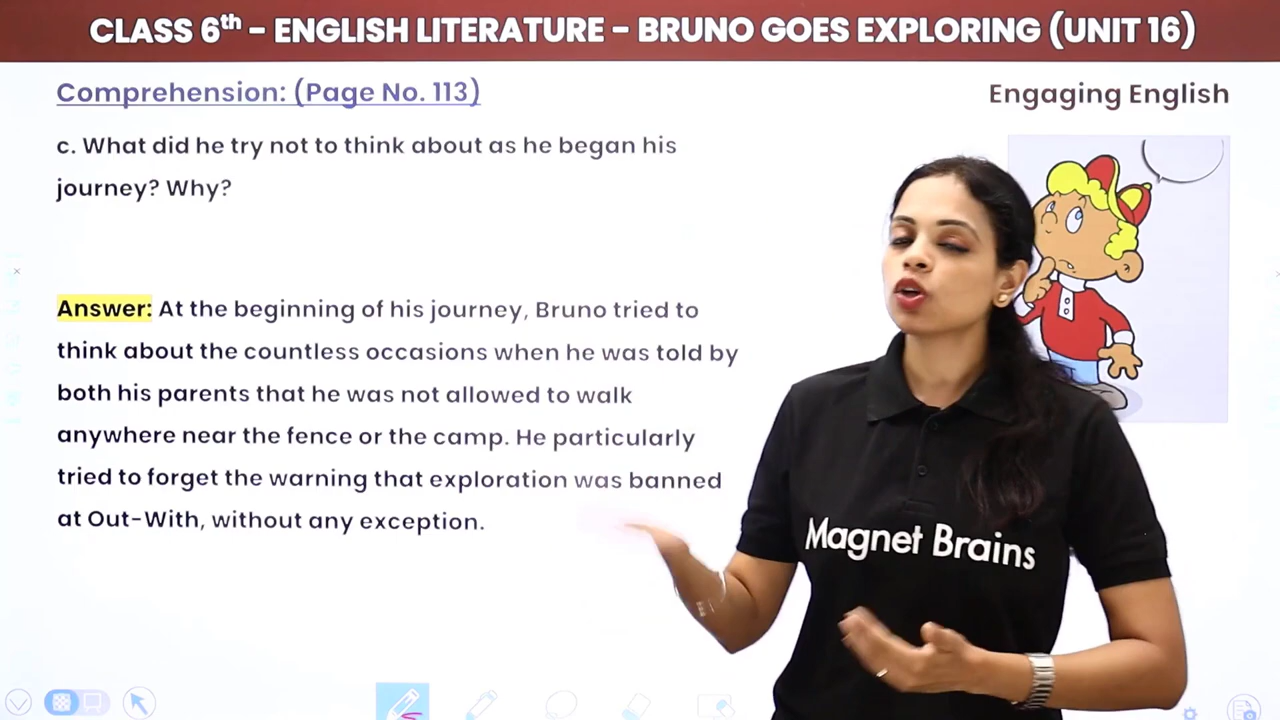 CLASS 6th - ENGLISH LITERATURE - BRUNO GOES EXPLORING (UNIT 16)
Comprehension: (Page No. 113)
Engaging English
c. What did he try not to think about as he began his
journey? Why?
Answer: At the beginning of his journey, Bruno tried to
think about the countless occasions when he was told by
both his parents that he was not allowed to walk
anywhere near the fence or the camp. He particularly
tried to forget the warning that exploration was banned
at Out-With, without any exception.
Magnet Brains